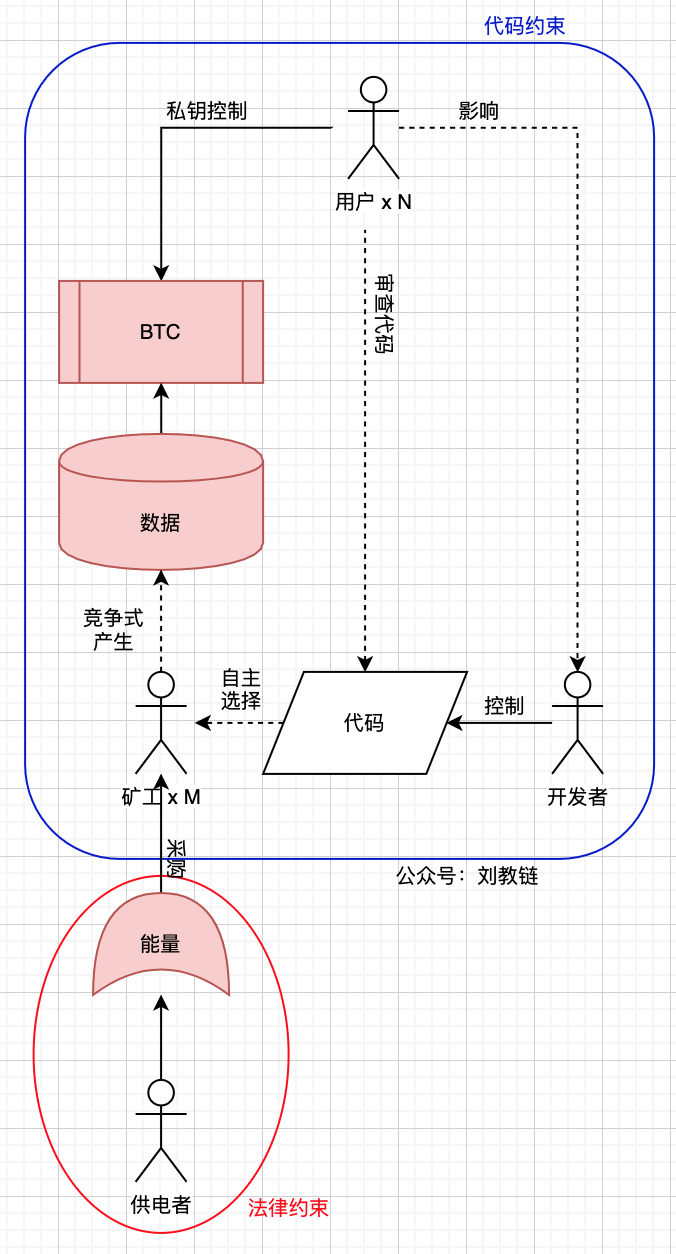 代码约束
私钥控制
影响
用户 x N
审查代码
BTC
数据
竞争式
产生
自主
选择
代码
控制
矿工 x M
开发者
采购
公众号：刘教链
能量
供电者
法律约束